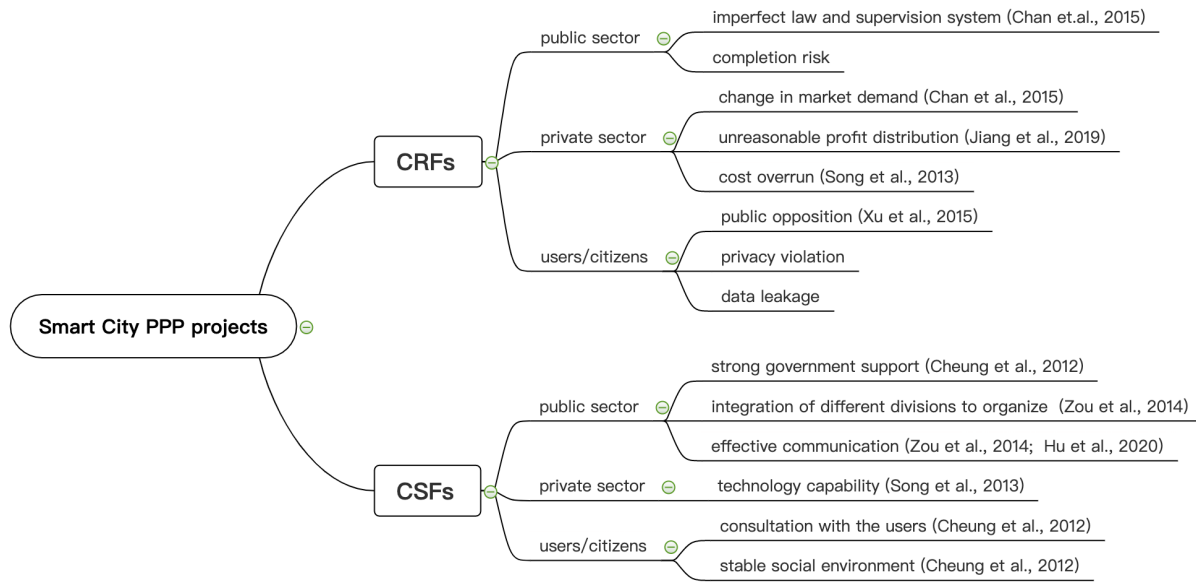 Smart City PPP projects
CRFs
public sector
imperfect law and supervision system (Chan et.al., 2015)
completion risk
private sector
change in market demand (Chan et al., 2015)
unreasonable profit distribution (Jiang et al., 2019)
cost overrun (Song et al., 2013)
users/citizens
public opposition (Xu et al., 2015)
privacy violation
data leakage
CSFs
public sector
strong government support (Cheung et al., 2012)
integration of different divisions to organize  (Zou et al., 2014)
effective communication (Zou et al., 2014;  Hu et al., 2020)
private sector
technology capability (Song et al., 2013)
users/citizens
consultation with the users (Cheung et al., 2012)
stable social environment (Cheung et al., 2012)